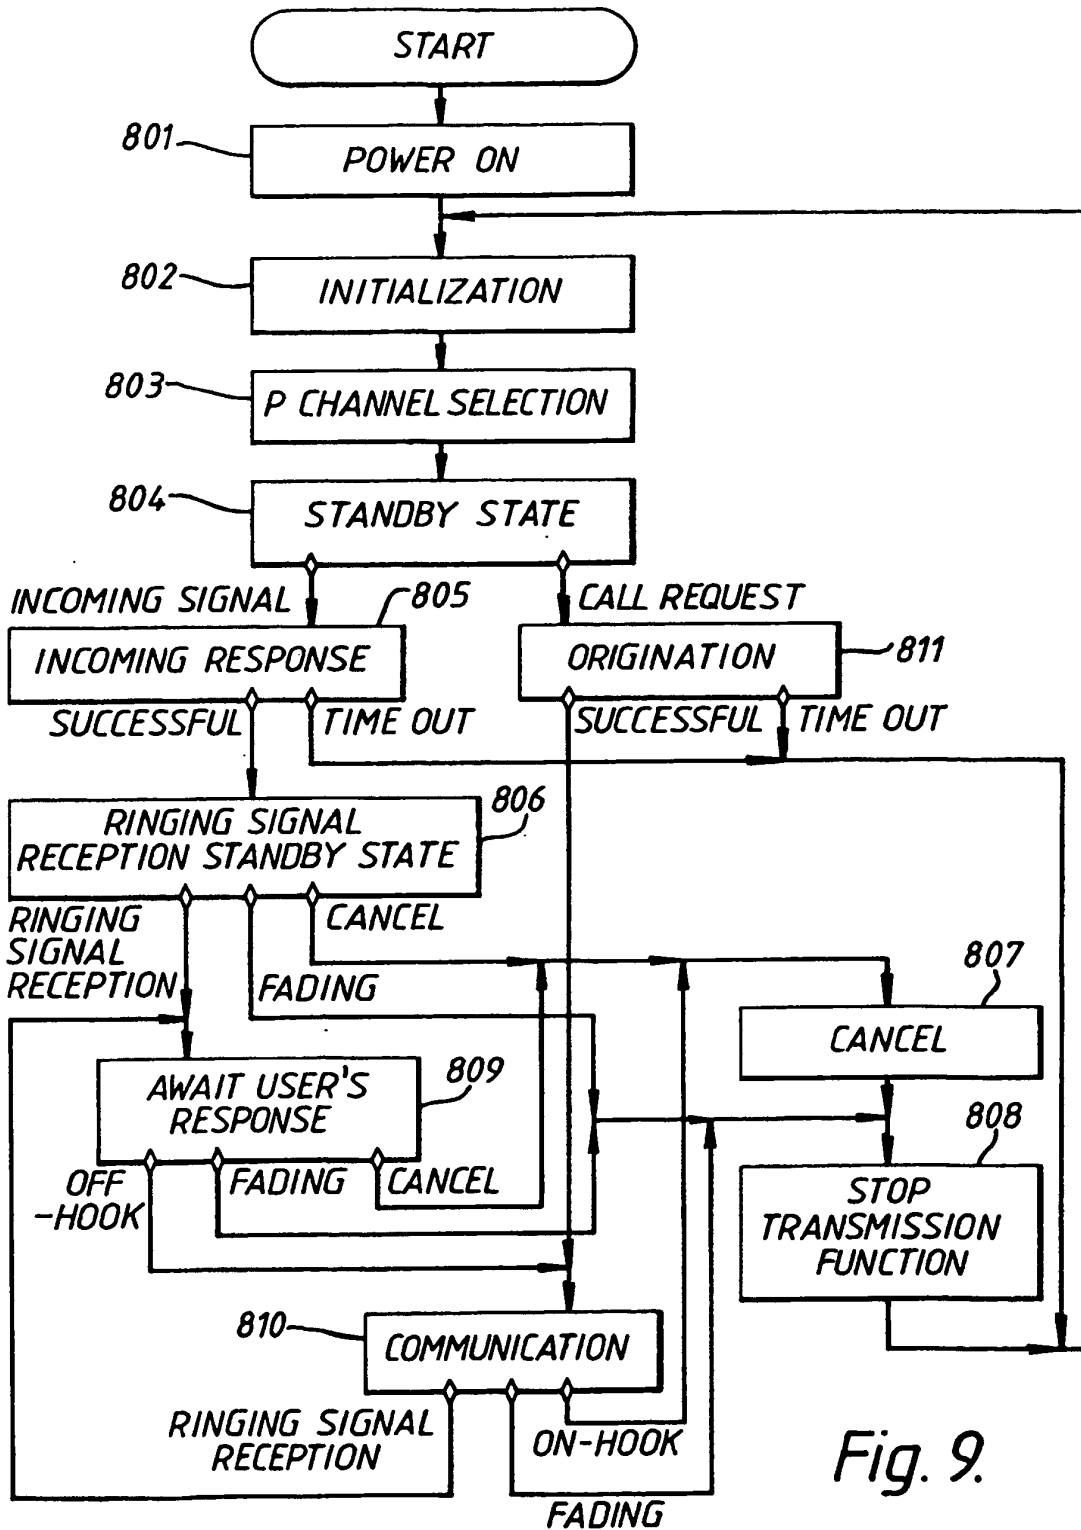 START
801
POWER ON
802
INITIALIZATION
803
P CHANNEL SELECTION
804
STANDBY STATE
INCOMING SIGNAL
805
CALL REQUEST
INCOMING RESPONSE
ORIGINATION
811
SUCCESSFUL
TIME OUT
SUCCESSFUL
TIME OUT
RINGING SIGNAL
RECEPTION STANDBY STATE
806
RINGING
SIGNAL
RECEPTION
FADING
CANCEL
807
CANCEL
AWAIT USER'S
RESPONSE
809
808
OFF
-HOOK
FADING
CANCEL
STOP
TRANSMISSION
FUNCTION
810
COMMUNICATION
RINGING SIGNAL
RECEPTION
ON-HOOK
FADING
Fig. 9.